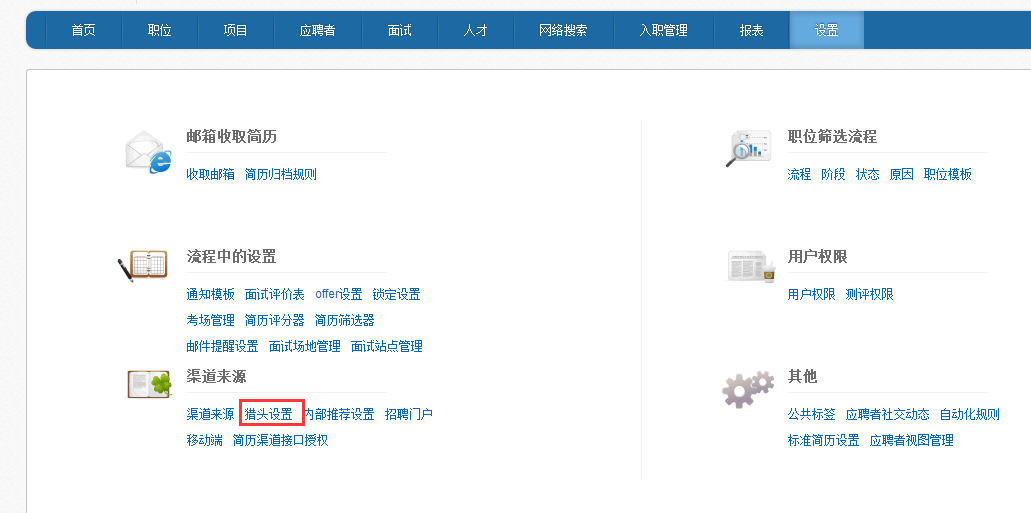 首页 职位 项目 应聘者 面试 人才 网络搜索 入职管理 报表 设置
邮箱收取简历
收取邮箱 简历归档规则
职位筛选流程
流程 阶段 状态 原因 职位模板
流程中的设置
通知模板 面试评价表 offer设置 锁定设置
考场管理 简历评分器 简历筛选器
邮件提醒设置 面试场地管理 面试站点管理
用户权限
用户权限 测评权限
渠道来源
渠道来源 猎头设置 内部推荐设置 招聘门户
移动端 简历渠道接口授权
其他
公共标签 应聘者社交动态 自动化规则
标准简历设置 应聘者视图管理